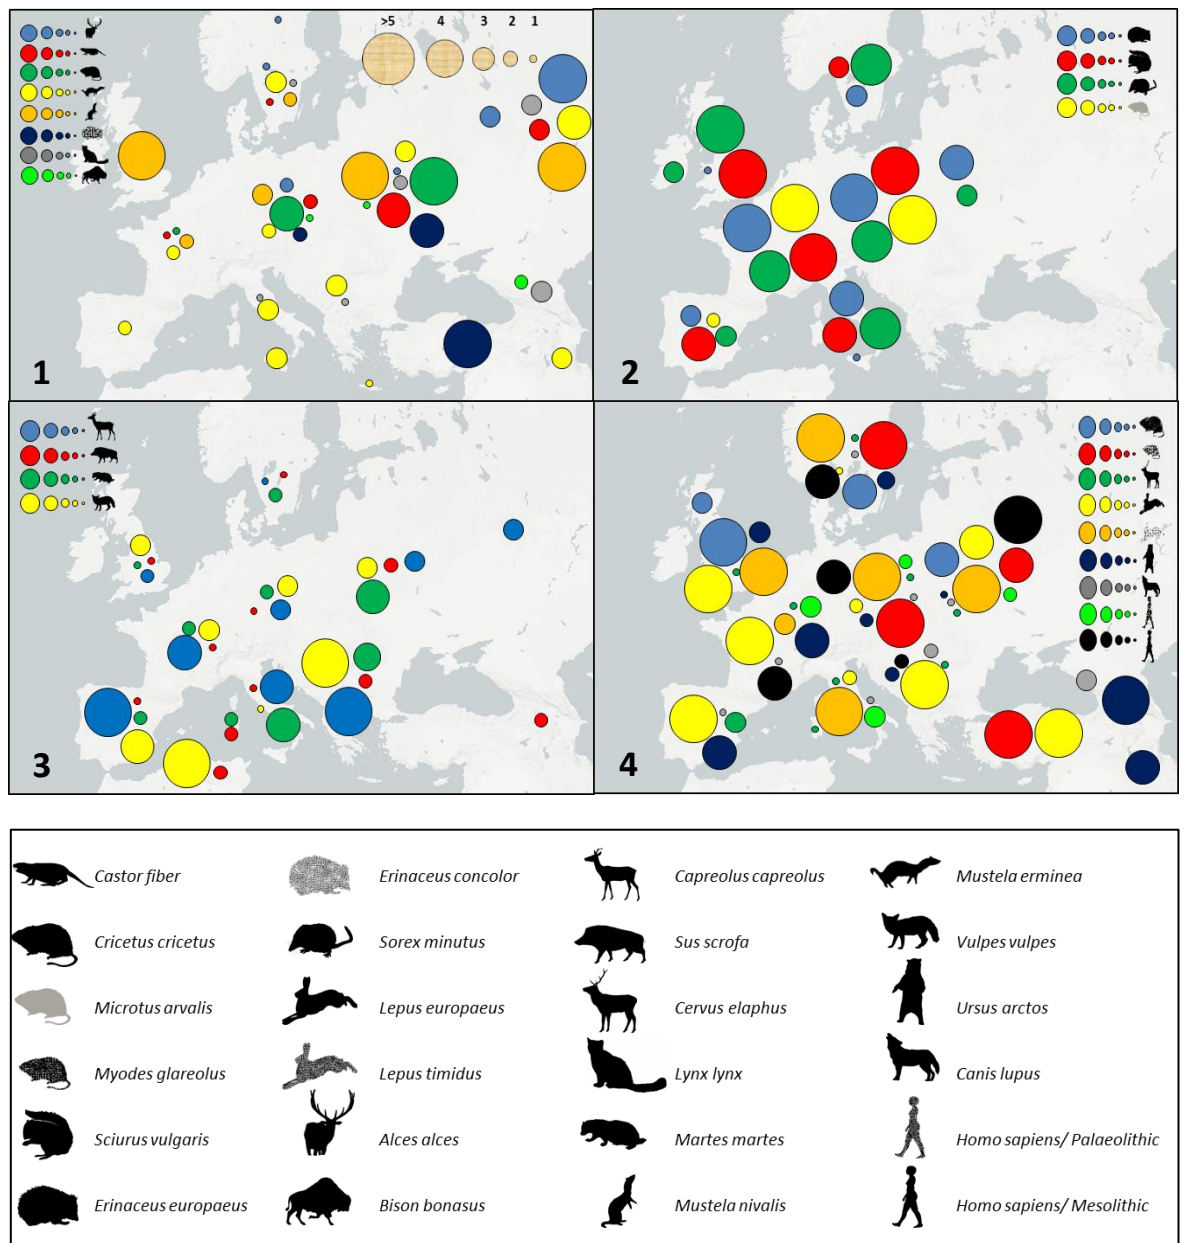 >5 4 3 2 1
1
2
3
4
Castor fiber
Erinaceus concolor
Capreolus capreolus
Mustela erminea
Cricetus cricetus
Sorex minutus
Sus scrofa
Vulpes vulpes
Microtus arvalis
Lepus europaeus
Cervus elaphus
Ursus arctos
Myodes glareolus
Lepus timidus
Lynx lynx
Canis lupus
Sciurus vulgaris
Alces alces
Martes martes
Homo sapiens/ Palaeolithic
Erinaceus europaeus
Bison bonasus
Mustela nivalis
Homo sapiens/ Mesolithic